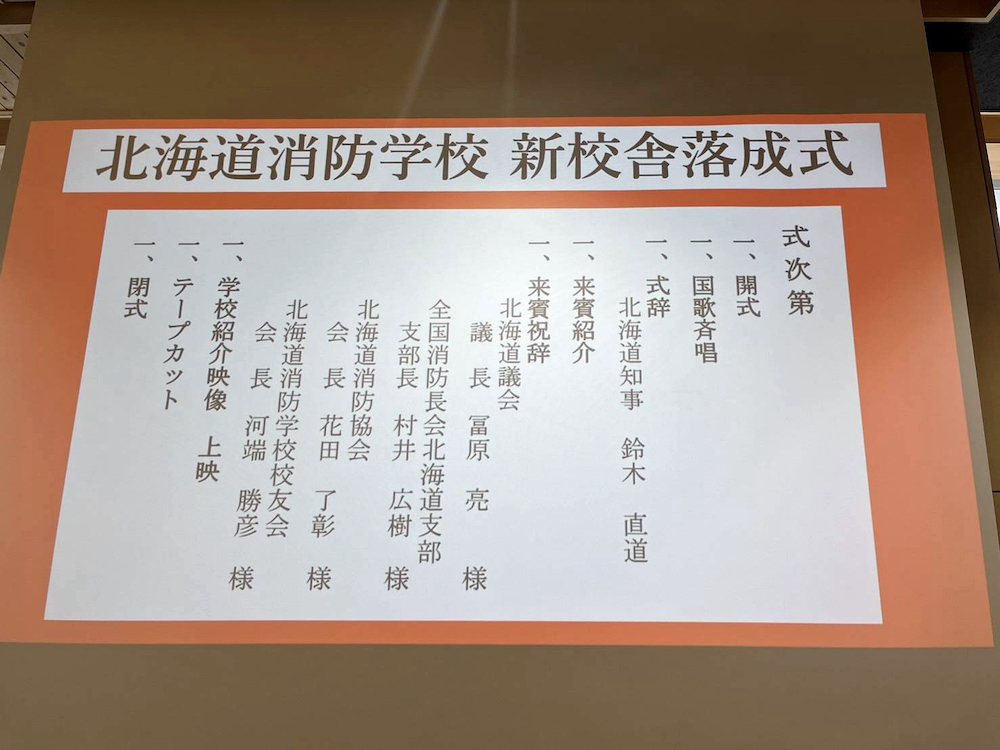 北海道消防学校 新校舎落成式
式次第
一、開式
一、国歌斉唱
一、式辞
北海道知事 鈴木 直道
一、来賓紹介
一、来賓祝辞
北海道議会
議 長 冨原 亮 様
全国消防長会北海道支部
支部長 村井 広樹 様
北海道消防協会
会 長 花田 了彰 様
北海道消防学校校友会
会 長 河端 勝彦 様
一、学校紹介映像 上映
一、テープカット
一、閉式